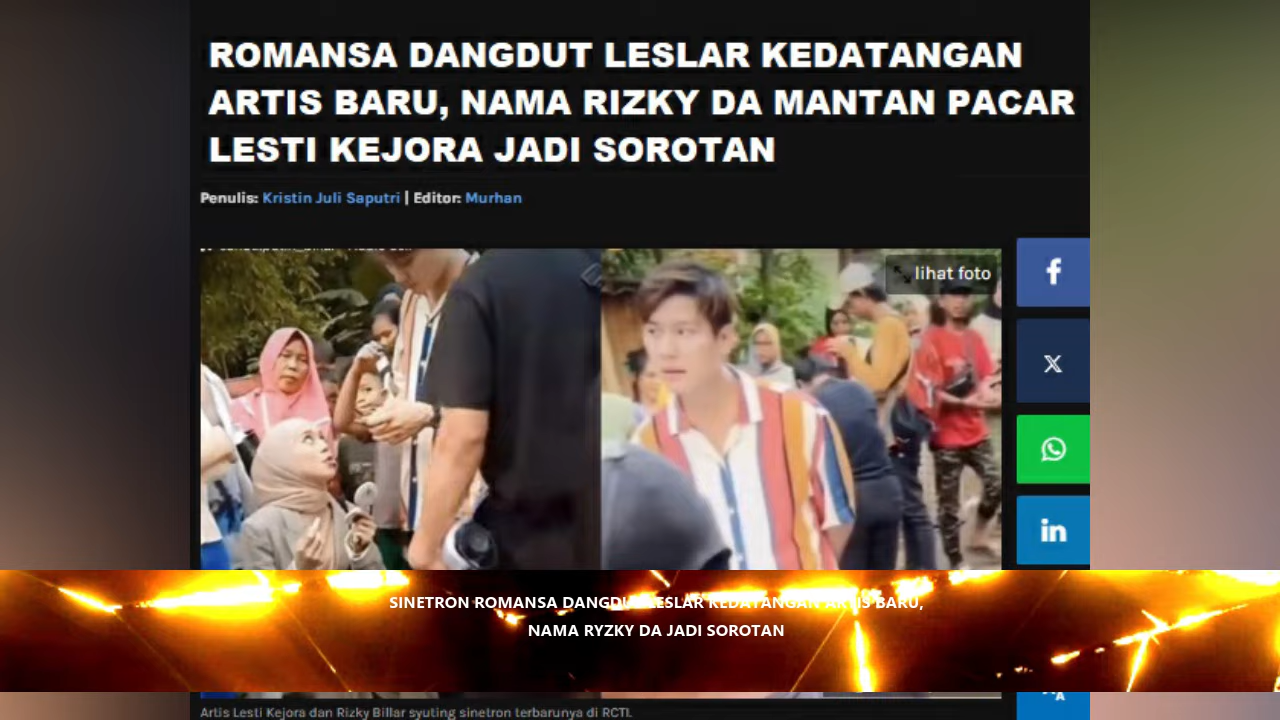 ROMANSA DANGDUT LESLAR KEDATANGAN
ARTIS BARU, NAMA RIZKY DA MANTAN PACAR
LESTI KEJORA JADI SOROTAN
Penulis: Kristin Juli Saputri | Editor: Murhan
lihat foto
f
X
in
SINETRON ROMANSA DANGDUT LESLAR KEDATANGAN ARTIS BARU,
NAMA RYZKY DA JADI SOROTAN
Artis Lesti Kejora dan Rizky Billar syuting sinetron terbarunya di RCTI.